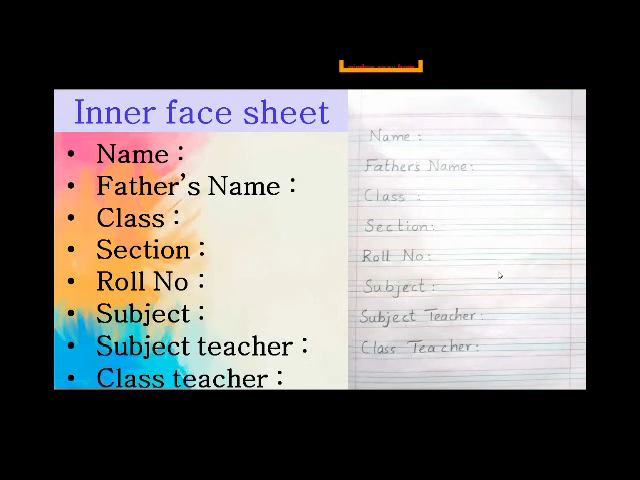 Inner face sheet
• Name :
• Father's Name :
• Class :
• Section :
• Roll No :
• Subject :
• Subject teacher :
• Class teacher :
Name :
Father's Name:
Class :
Section:
Roll No:
Subject:
Subject Teacher:
Class Teacher: